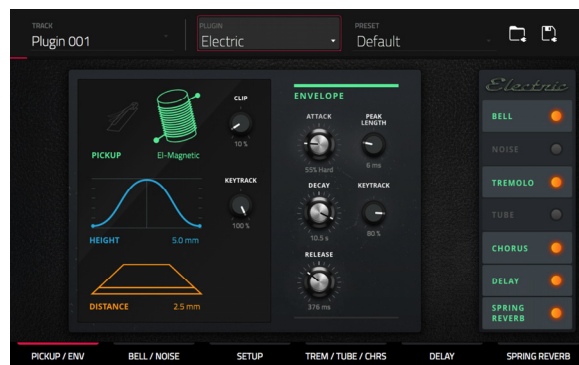 TRACK
Plugin 001
PLUGIN
Electric
PRESET
Default
PICKUP
El-Magnetic
CLIP
10 %
HEIGHT
5.0 mm
KEYTRACK
100 %
DISTANCE
2.5 mm
ENVELOPE
ATTACK
55% Hard
PEAK
LENGTH
6 ms
DECAY
10.5 s
KEYTRACK
80 %
RELEASE
376 ms
Electric
BELL
NOISE
TREMOLO
TUBE
CHORUS
DELAY
SPRING
REVERB
PICKUP / ENV
BELL / NOISE
SETUP
TREM / TUBE / CHRS
DELAY
SPRING REVERB